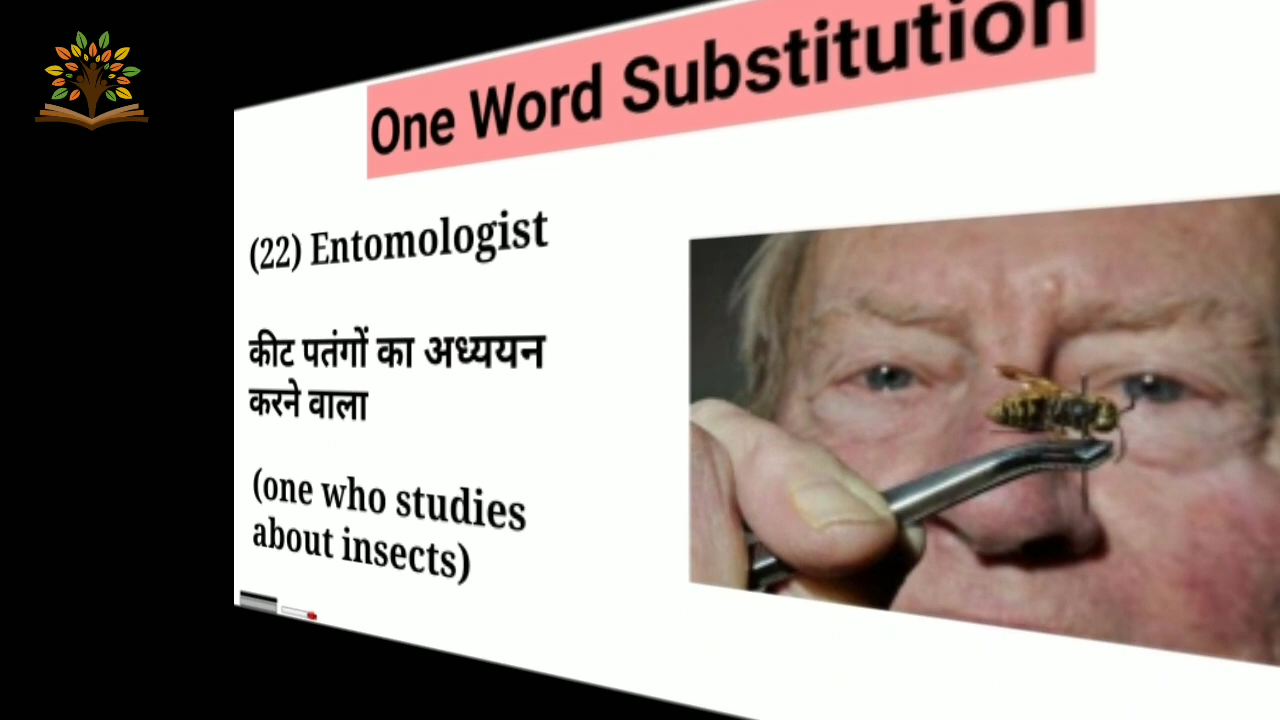 One Word Substitution
(22) Entomologist
कीट पतंगों का अध्ययन
करने वाला
(one who studies
about insects)